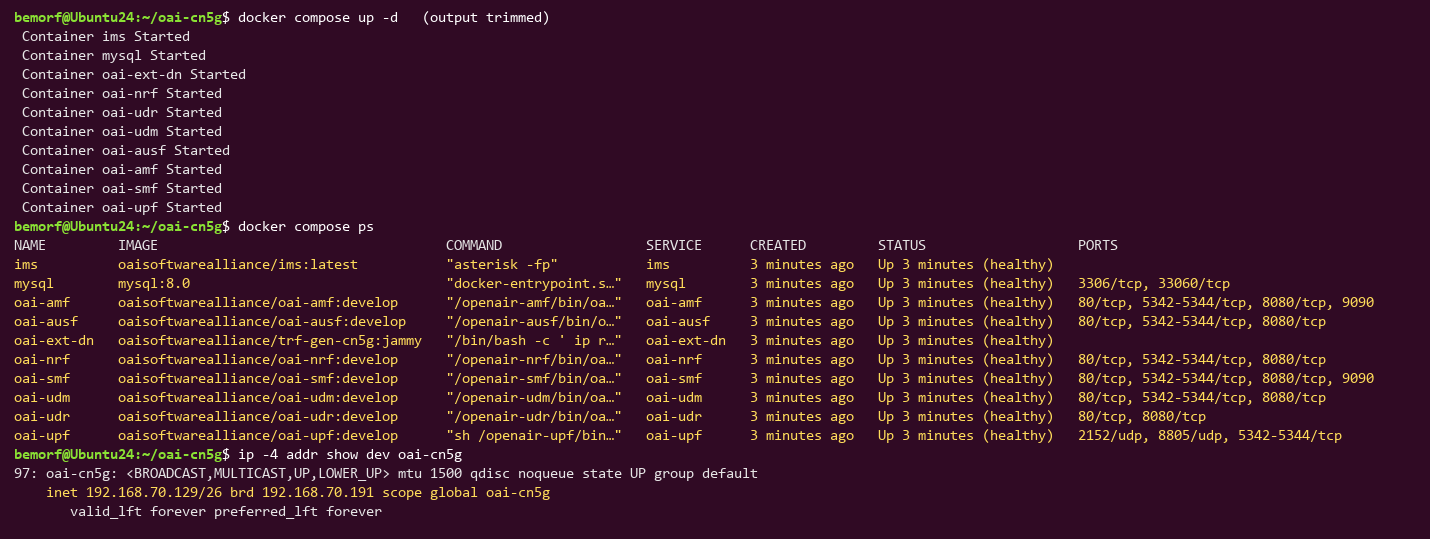 bemorf@Ubuntu24:~/oai-cn5g$ docker compose up -d   (output trimmed)
 Container ims Started
 Container mysql Started
 Container oai-ext-dn Started
 Container oai-nrf Started
 Container oai-udr Started
 Container oai-udm Started
 Container oai-ausf Started
 Container oai-amf Started
 Container oai-smf Started
 Container oai-upf Started
bemorf@Ubuntu24:~/oai-cn5g$ docker compose ps
NAME         IMAGE                                    COMMAND                  SERVICE      CREATED         STATUS                   PORTS
ims          oaisoftwarealliance/ims:latest           "asterisk -fp"           ims          3 minutes ago   Up 3 minutes (healthy)
mysql        mysql:8.0                                "docker-entrypoint.s…"   mysql        3 minutes ago   Up 3 minutes (healthy)   3306/tcp, 33060/tcp
oai-amf      oaisoftwarealliance/oai-amf:develop      "/openair-amf/bin/oa…"   oai-amf      3 minutes ago   Up 3 minutes (healthy)   80/tcp, 5342-5344/tcp, 8080/tcp, 9090
oai-ausf     oaisoftwarealliance/oai-ausf:develop     "/openair-ausf/bin/o…"   oai-ausf     3 minutes ago   Up 3 minutes (healthy)   80/tcp, 5342-5344/tcp, 8080/tcp
oai-ext-dn   oaisoftwarealliance/trf-gen-cn5g:jammy   "/bin/bash -c ' ip r…"   oai-ext-dn   3 minutes ago   Up 3 minutes (healthy)
oai-nrf      oaisoftwarealliance/oai-nrf:develop      "/openair-nrf/bin/oa…"   oai-nrf      3 minutes ago   Up 3 minutes (healthy)   80/tcp, 5342-5344/tcp, 8080/tcp
oai-smf      oaisoftwarealliance/oai-smf:develop      "/openair-smf/bin/oa…"   oai-smf      3 minutes ago   Up 3 minutes (healthy)   80/tcp, 5342-5344/tcp, 8080/tcp, 9090
oai-udm      oaisoftwarealliance/oai-udm:develop      "/openair-udm/bin/oa…"   oai-udm      3 minutes ago   Up 3 minutes (healthy)   80/tcp, 5342-5344/tcp, 8080/tcp
oai-udr      oaisoftwarealliance/oai-udr:develop      "/openair-udr/bin/oa…"   oai-udr      3 minutes ago   Up 3 minutes (healthy)   80/tcp, 8080/tcp
oai-upf      oaisoftwarealliance/oai-upf:develop      "sh /openair-upf/bin…"   oai-upf      3 minutes ago   Up 3 minutes (healthy)   2152/udp, 8805/udp, 5342-5344/tcp
bemorf@Ubuntu24:~/oai-cn5g$ ip -4 addr show dev oai-cn5g
97: oai-cn5g: <BROADCAST,MULTICAST,UP,LOWER_UP> mtu 1500 qdisc noqueue state UP group default
    inet 192.168.70.129/26 brd 192.168.70.191 scope global oai-cn5g
       valid_lft forever preferred_lft forever